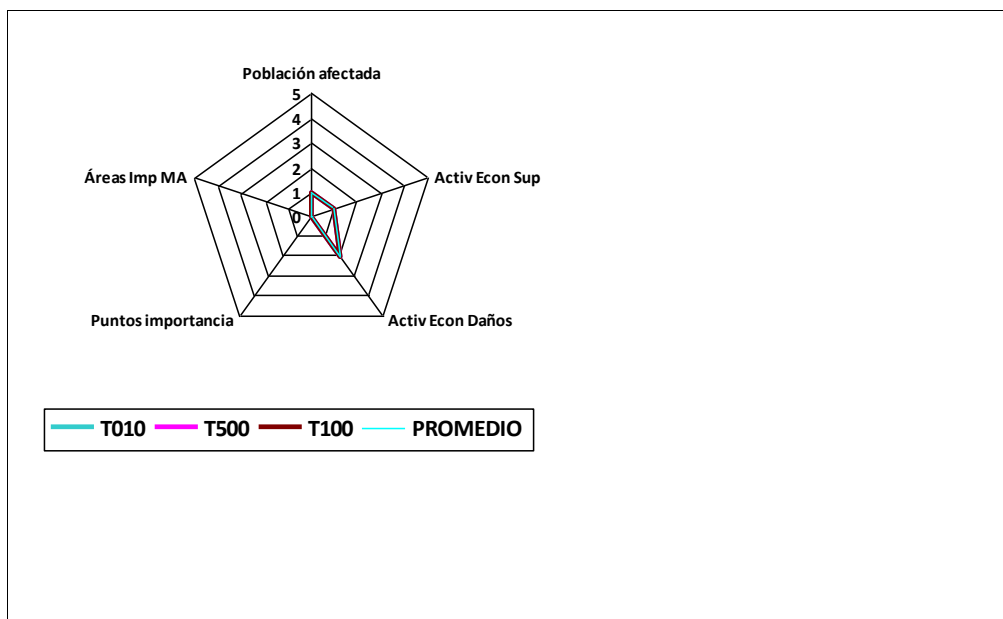 Población afectada
5
4
3
2
1
0
Áreas Imp MA
Activ Econ Sup
Puntos importancia
Activ Econ Daños
T010 T500 T100 PROMEDIO